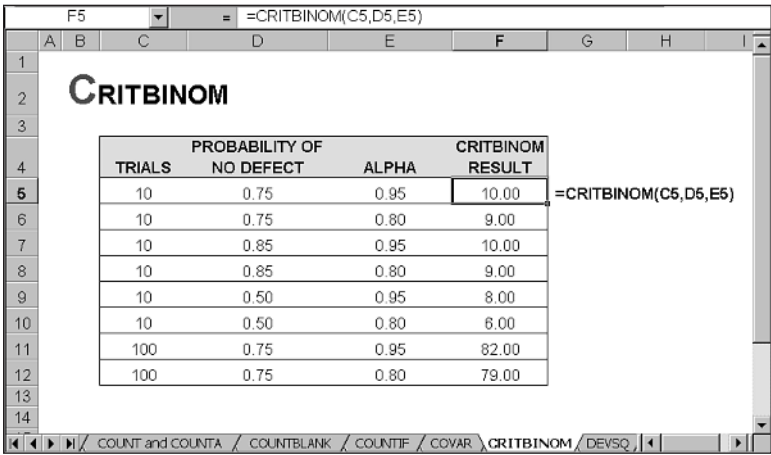 F5 = =CRITBINOM(C5,D5,E5)
A B C D E F G H I
1
2 CRITBINOM
3
PROBABILITY OF CRITBINOM
4 TRIALS NO DEFECT ALPHA RESULT
5 10 0.75 0.95 10.00 =CRITBINOM(C5,D5,E5)
6 10 0.75 0.80 9.00
7 10 0.85 0.95 10.00
8 10 0.85 0.80 9.00
9 10 0.50 0.95 8.00
10 10 0.50 0.80 6.00
11 100 0.75 0.95 82.00
12 100 0.75 0.80 79.00
13
14
COUNT and COUNTA / COUNTBLANK / COUNTIF / COVAR \ CRITBINOM / DEVSQ